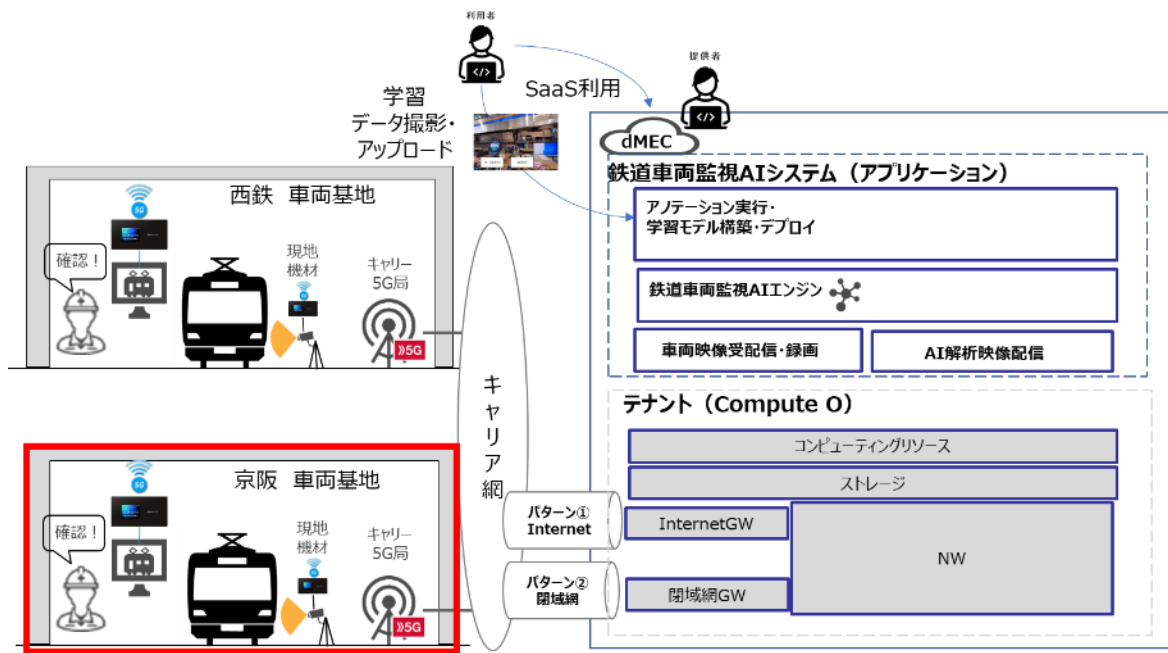 利用者
提供者
SaaS利用
学習
データ撮影・
アップロード
dMEC
鉄道車両監視AIシステム（アプリケーション）
アノテーション実行・
学習モデル構築・デプロイ
鉄道車両監視AIエンジン
車両映像受配信・録画
AI解析映像配信
西鉄 車両基地
5G
確認！
現地
機材
キャリー
5G局
5G
キャリア網
テナント（Compute O）
コンピューティングリソース
ストレージ
パターン①
Internet
InternetGW
NW
パターン②
閉域網
閉域網GW
京阪 車両基地
5G
確認！
現地
機材
キャリー
5G局
5G